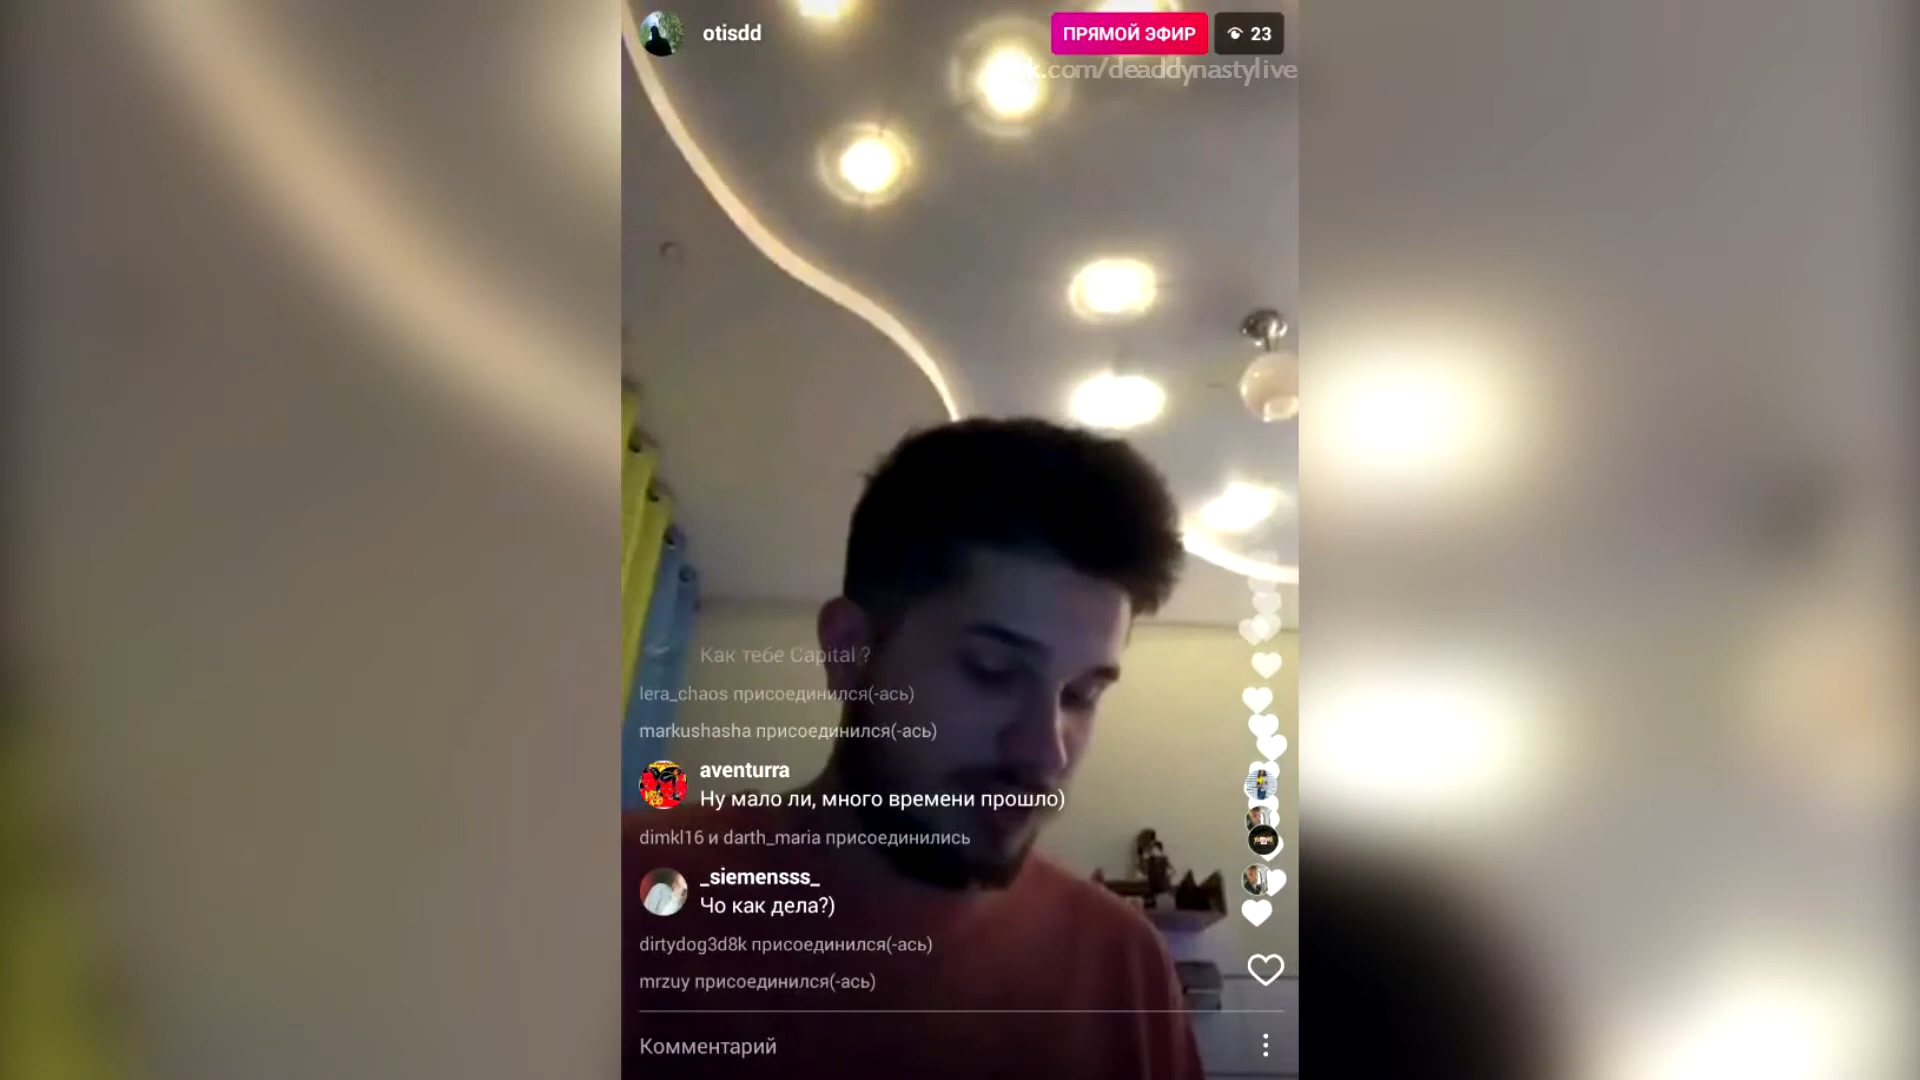 otisdd
ПРЯМОЙ ЭФИР
23
k.com/deaddynastylive
Как тебе Capital ?
lera_chaos присоединился(-ась)
markushasha присоединился(-ась)
aventurra
Ну мало ли, много времени прошло)
dimkl16 и darth_maria присоединились
_siemensss_
Чо как дела?)
dirtydog3d8k присоединился(-ась)
mrzuy присоединился(-ась)
Комментарий